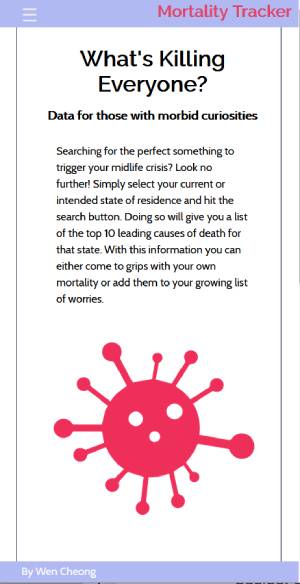 Mortality Tracker
What's Killing
Everyone?
Data for those with morbid curiosities
Searching for the perfect something to
trigger your midlife crisis? Look no
further! Simply select your current or
intended state of residence and hit the
search button. Doing so will give you a list
of the top 10 leading causes of death for
that state. With this information you can
either come to grips with your own
mortality or add them to your growing list
of worries.
By Wen Cheong